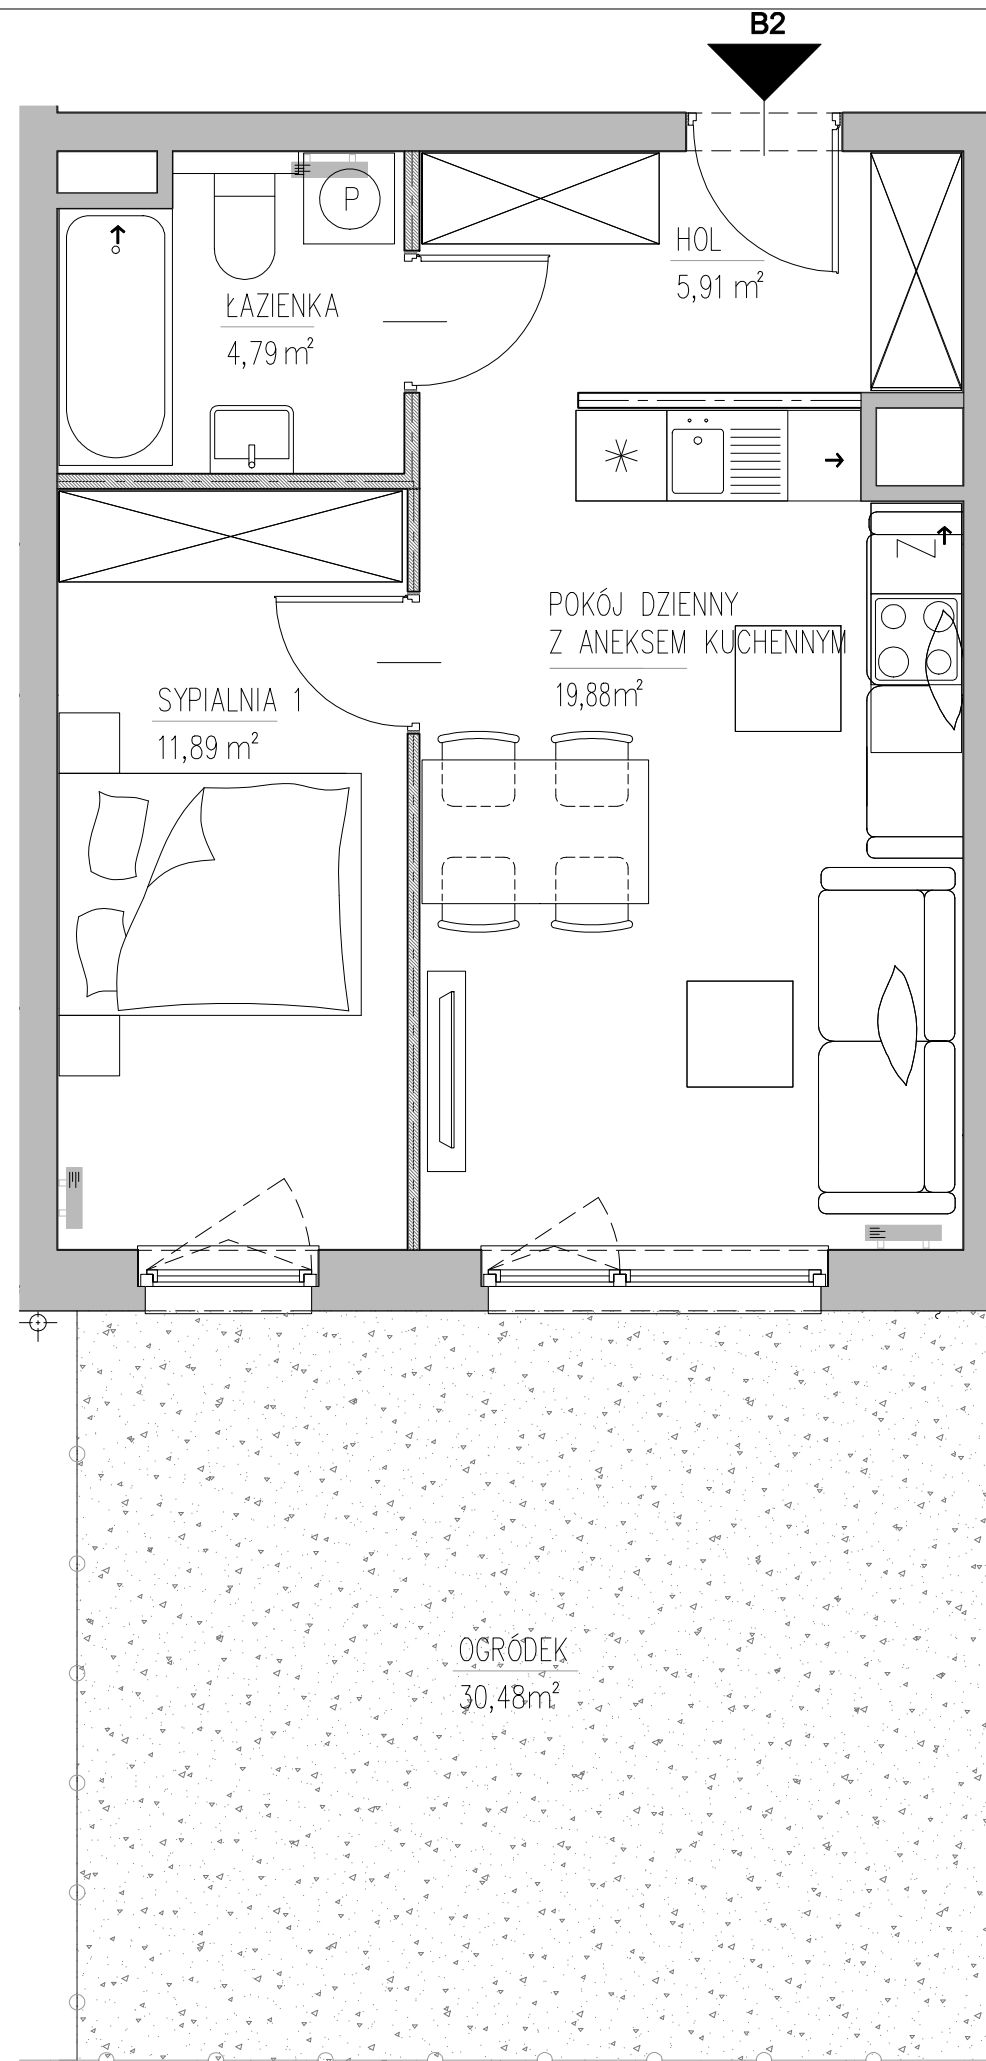 B2
HOL
5,91 m²
P
ŁAZIENKA
4,79 m²
Z
POKÓJ DZIENNY
Z ANEKSEM KUCHENNYM
19,88m²
SYPIALNIA 1
11,89 m²
OGRÓDEK
30,48m²